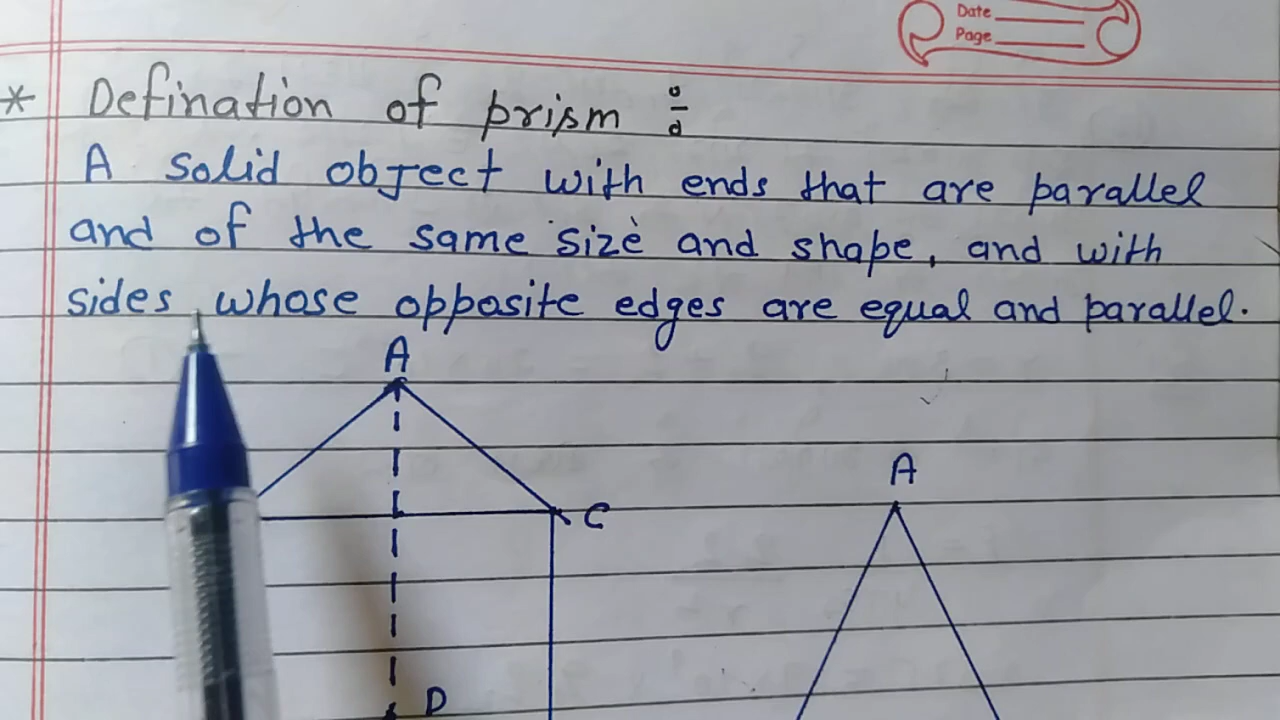 Date
Page
* Defination of prism :-
A solid object with ends that are parallel
and of the same size and shape, and with
sides whose opposite edges are equal and parallel.
A
C
A
D